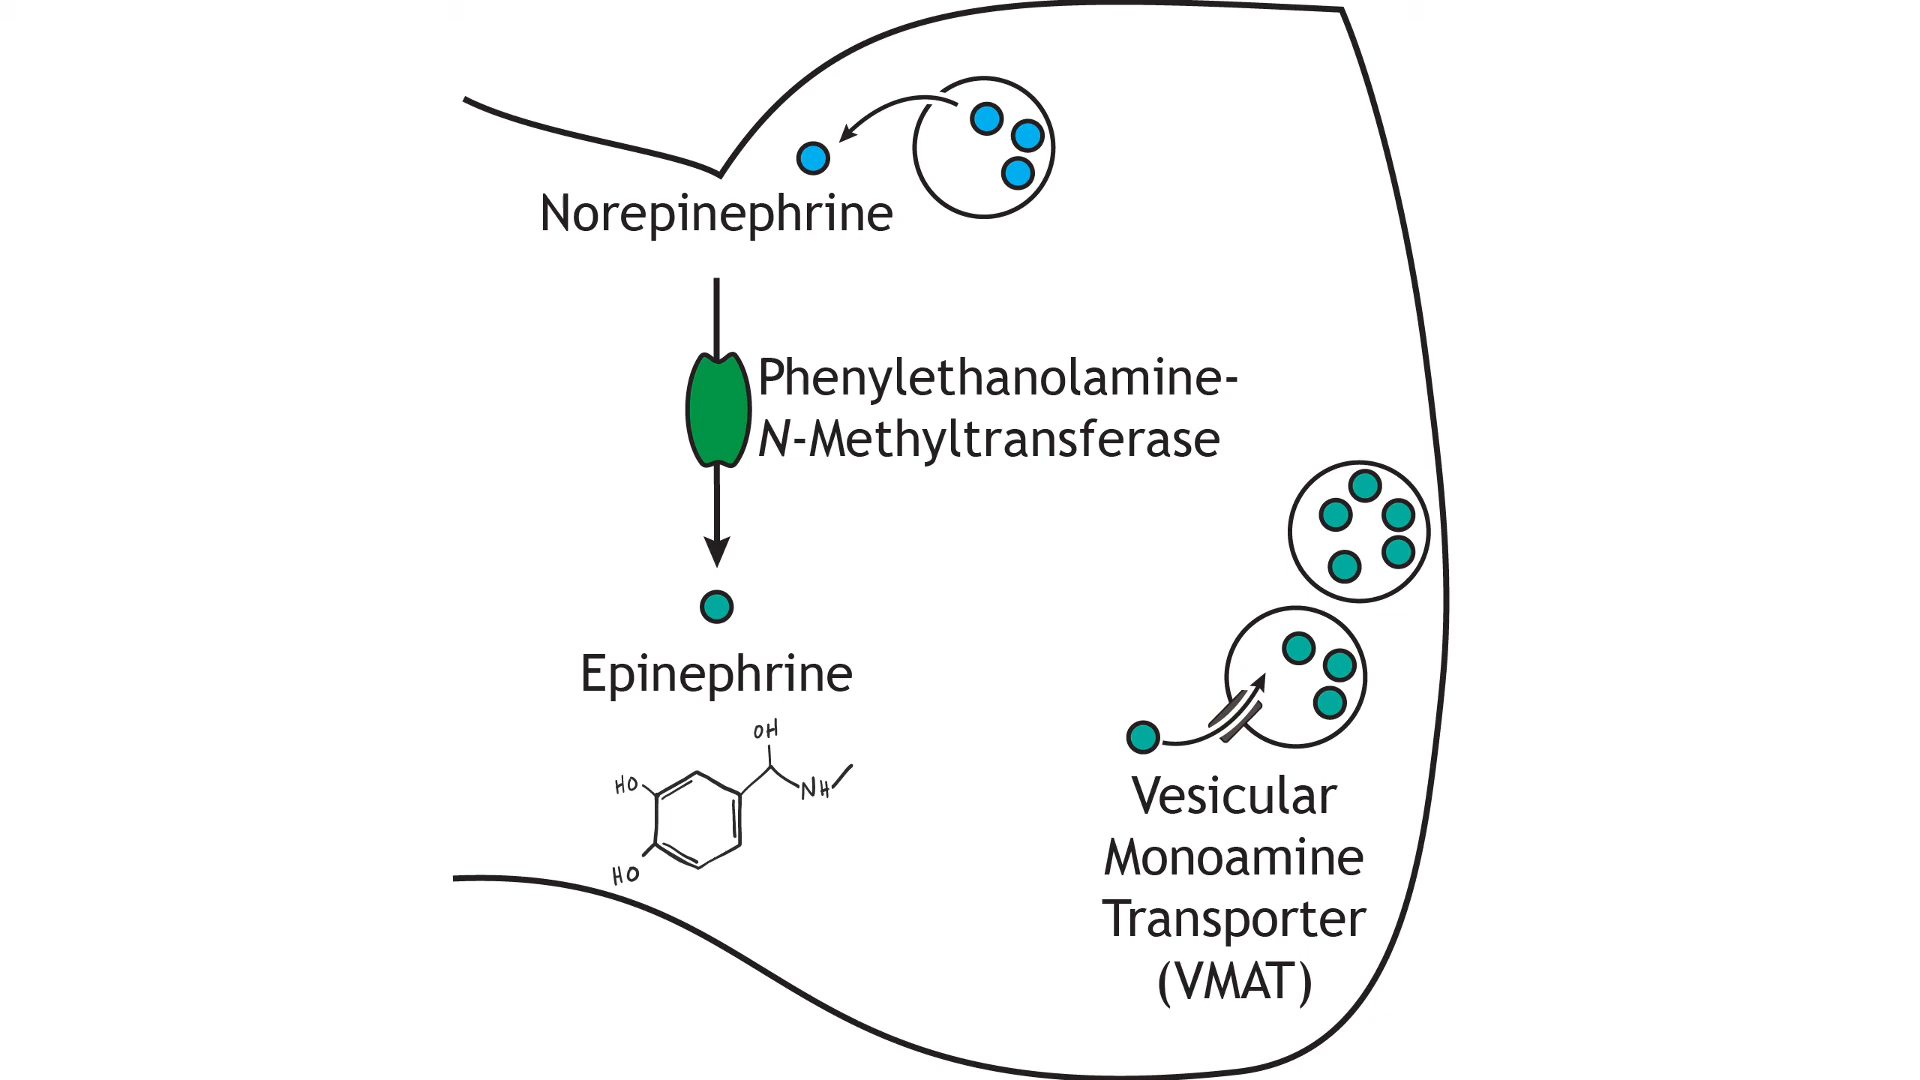 Norepinephrine
Phenylethanolamine-
N-Methyltransferase
Epinephrine
OH
HO
NH
HO
Vesicular
Monoamine
Transporter
(VMAT)